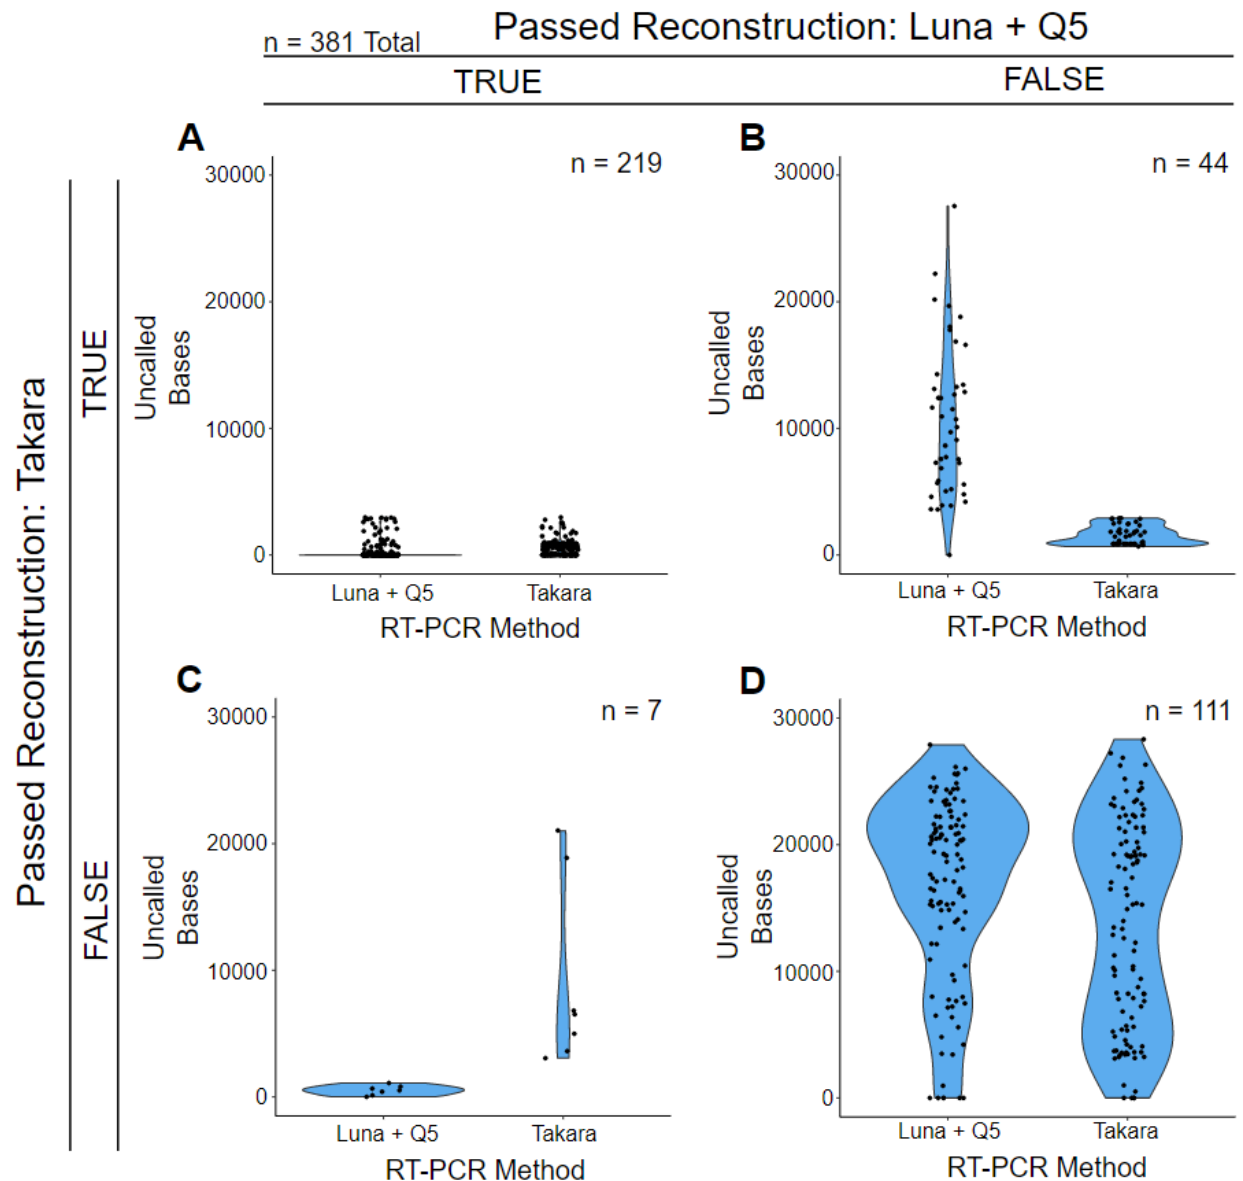 n = 381 Total
Passed Reconstruction: Luna + Q5
TRUE
FALSE
Passed Reconstruction: Takara
TRUE
FALSE
A
n = 219
30000
20000
10000
0
Uncalled
Bases
Luna + Q5
Takara
RT-PCR Method
B
n = 44
30000
20000
10000
0
Uncalled
Bases
Luna + Q5
Takara
RT-PCR Method
C
n = 7
30000
20000
10000
0
Uncalled
Bases
Luna + Q5
Takara
RT-PCR Method
D
n = 111
30000
20000
10000
0
Uncalled
Bases
Luna + Q5
Takara
RT-PCR Method